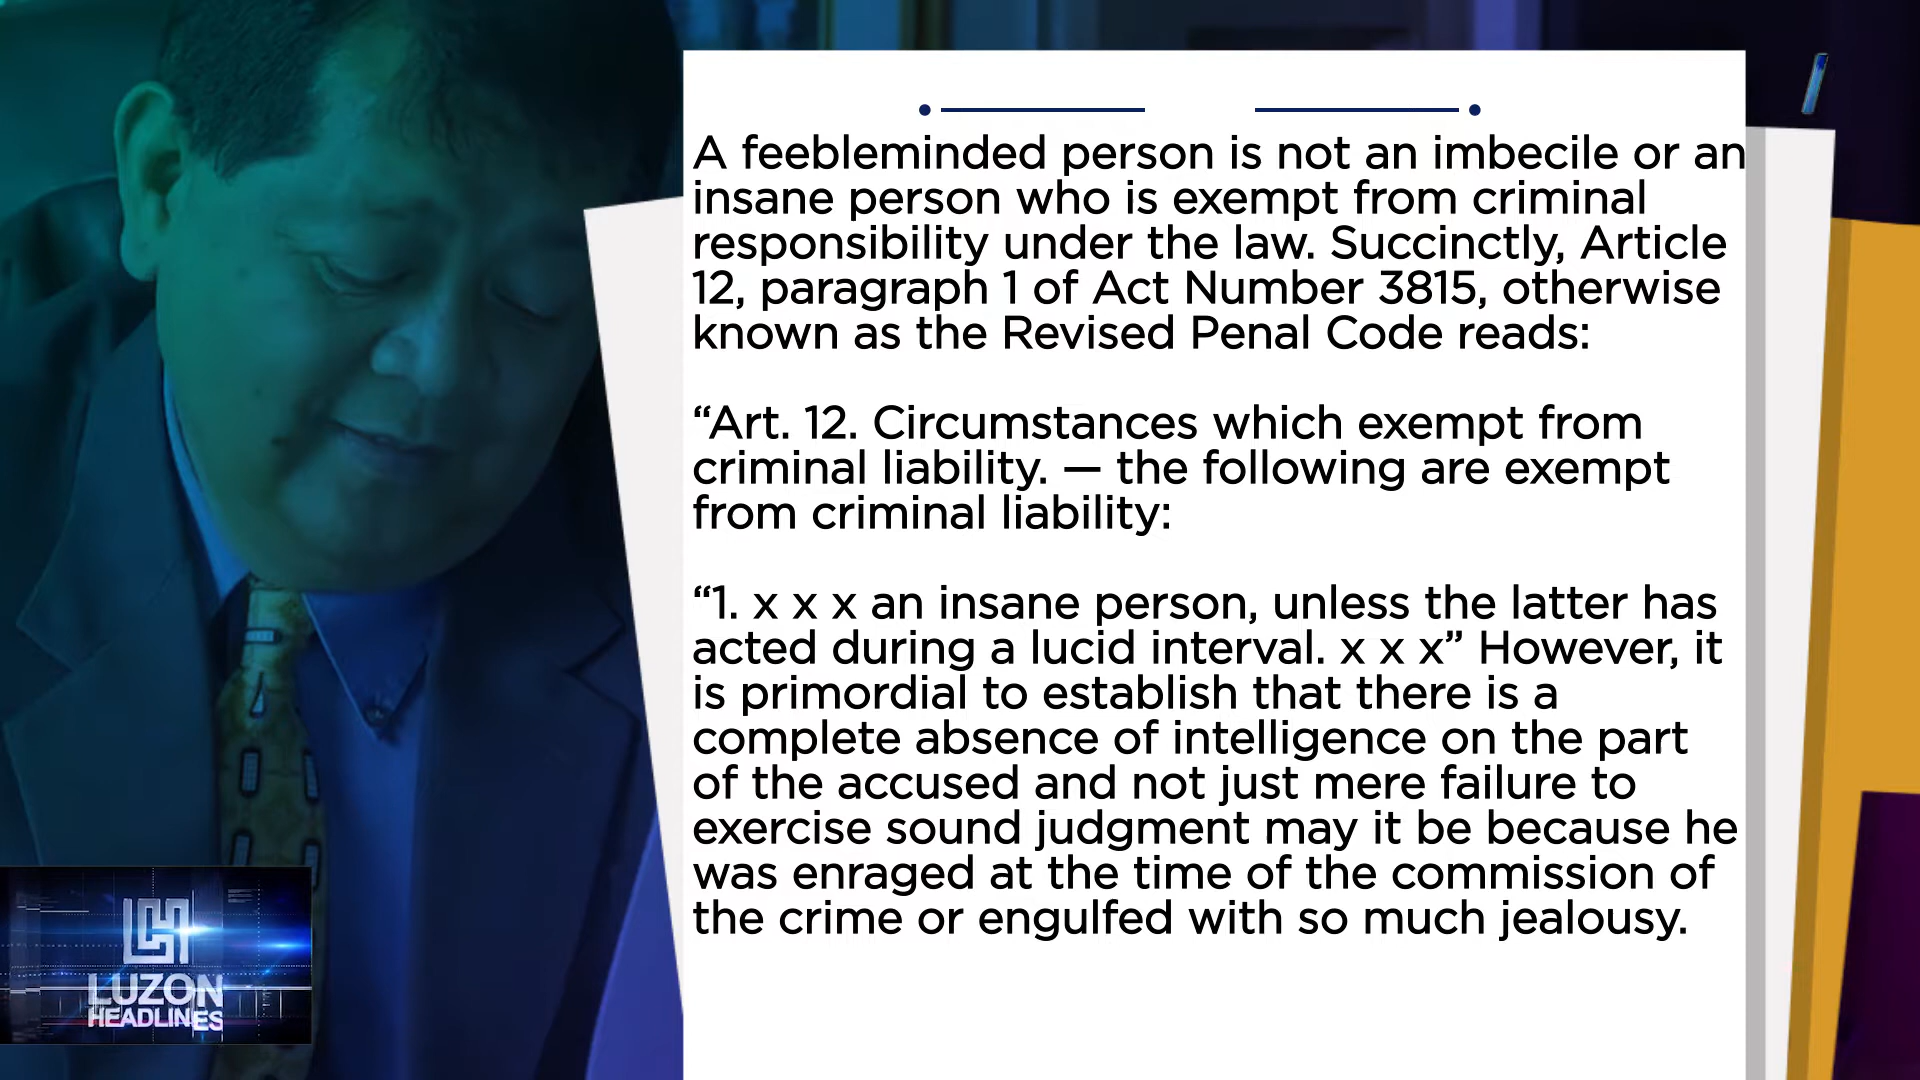 A feebleminded person is not an imbecile or an
insane person who is exempt from criminal
responsibility under the law. Succinctly, Article
12, paragraph 1 of Act Number 3815, otherwise
known as the Revised Penal Code reads:
“Art. 12. Circumstances which exempt from
criminal liability. — the following are exempt
from criminal liability:
“1. x x x an insane person, unless the latter has
acted during a lucid interval. x x x” However, it
is primordial to establish that there is a
complete absence of intelligence on the part
of the accused and not just mere failure to
exercise sound judgment may it be because he
was enraged at the time of the commission of
the crime or engulfed with so much jealousy.
LUZON
HEADLINES